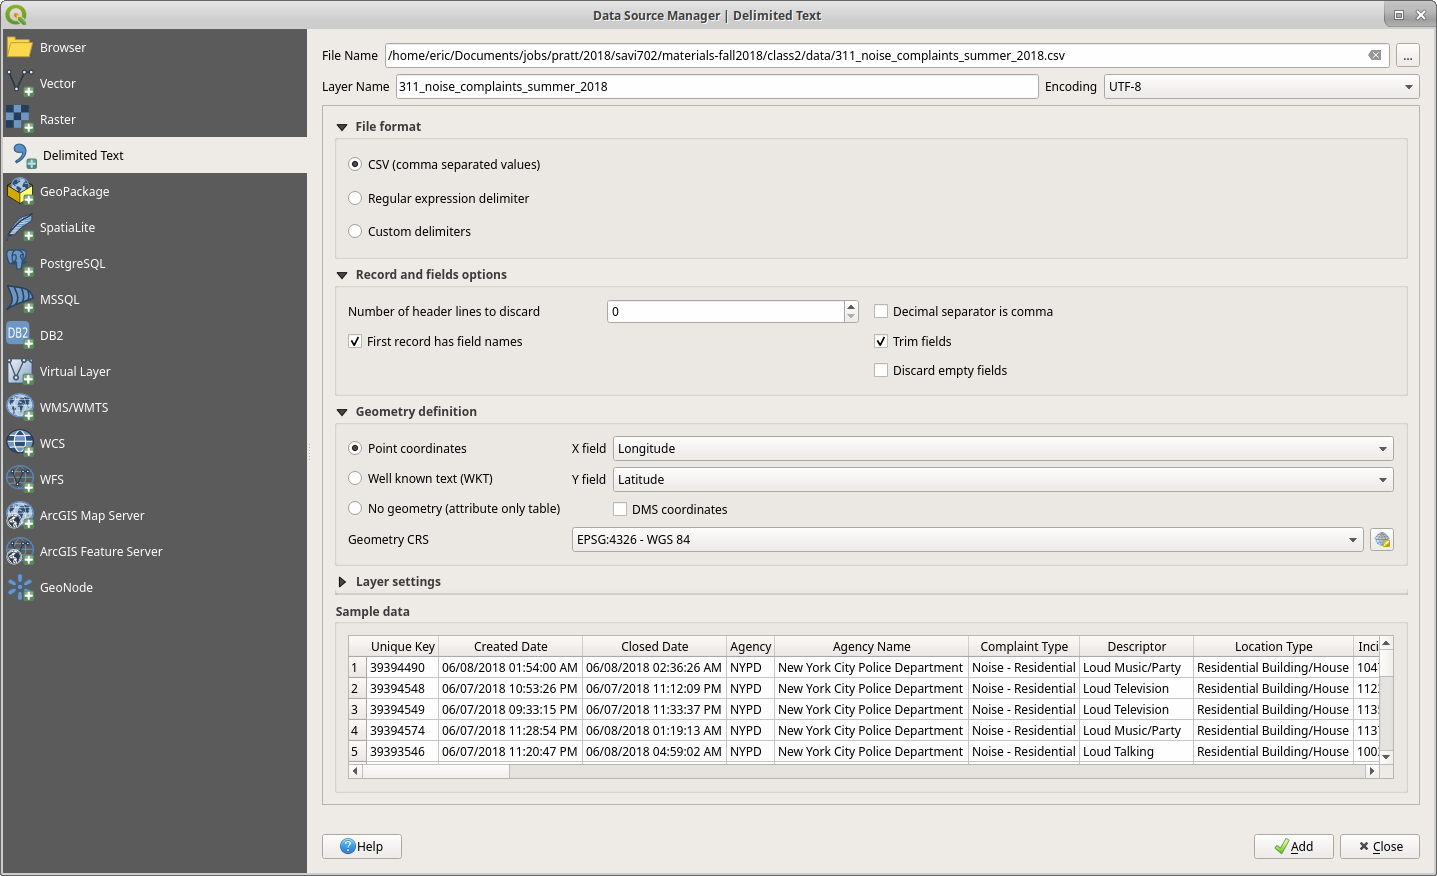 Data Source Manager | Delimited Text
Browser
Vector
Raster
Delimited Text
GeoPackage
SpatiaLite
PostgreSQL
MSSQL
DB2 DB2
Virtual Layer
WMS/WMTS
WCS
WFS
ArcGIS Map Server
ArcGIS Feature Server
GeoNode
File Name /home/eric/Documents/jobs/pratt/2018/savi702/materials-fall2018/class2/data/311_noise_complaints_summer_2018.csv ...
Layer Name 311_noise_complaints_summer_2018 Encoding UTF-8
File format
CSV (comma separated values)
Regular expression delimiter
Custom delimiters
Record and fields options
Number of header lines to discard 0 Decimal separator is comma
First record has field names Trim fields
Discard empty fields
Geometry definition
Point coordinates X field Longitude
Well known text (WKT) Y field Latitude
No geometry (attribute only table) DMS coordinates
Geometry CRS EPSG:4326 - WGS 84
Layer settings
Sample data
Unique Key Created Date Closed Date Agency Agency Name Complaint Type Descriptor Location Type Inci
1 39394490 06/08/2018 01:54:00 AM 06/08/2018 02:36:26 AM NYPD New York City Police Department Noise - Residential Loud Music/Party Residential Building/House 104
2 39394548 06/07/2018 10:53:26 PM 06/07/2018 11:12:09 PM NYPD New York City Police Department Noise - Residential Loud Television Residential Building/House 112
3 39394549 06/07/2018 09:33:15 PM 06/07/2018 11:33:37 PM NYPD New York City Police Department Noise - Residential Loud Television Residential Building/House 113
4 39394574 06/07/2018 11:28:54 PM 06/08/2018 01:19:13 AM NYPD New York City Police Department Noise - Residential Loud Music/Party Residential Building/House 113
5 39393546 06/07/2018 11:20:47 PM 06/08/2018 04:59:02 AM NYPD New York City Police Department Noise - Residential Loud Talking Residential Building/House 100
Help Add Close